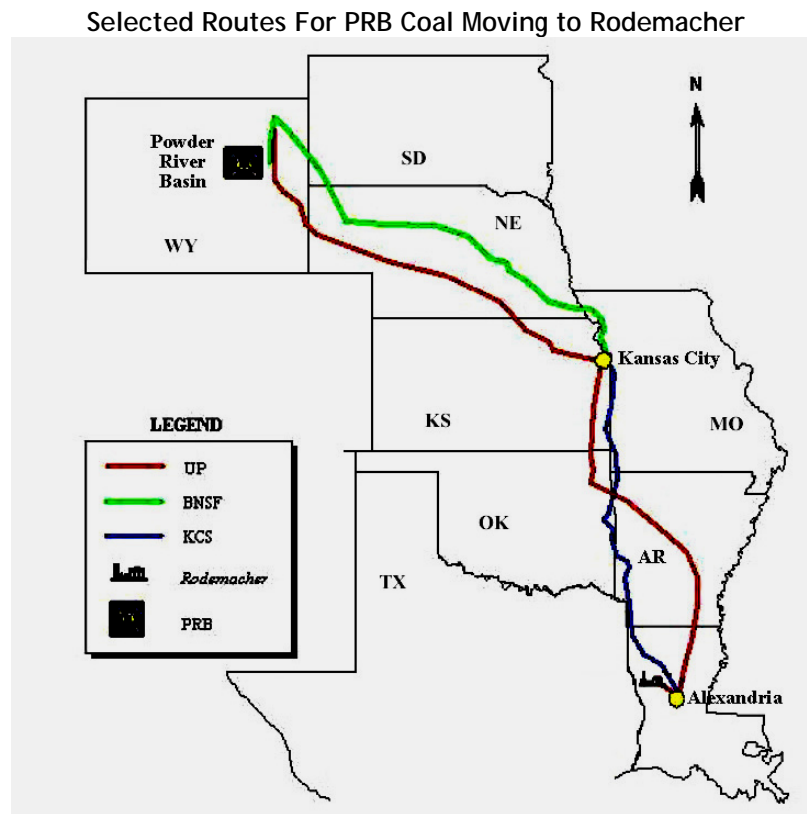 Selected Routes For PRB Coal Moving to Rodemacher
N
Powder
River
Basin
SD
NE
WY
Kansas City
KS
MO
LEGEND
UP
BNSF
KCS
Rodemacher
PRB
OK
AR
TX
Alexandria